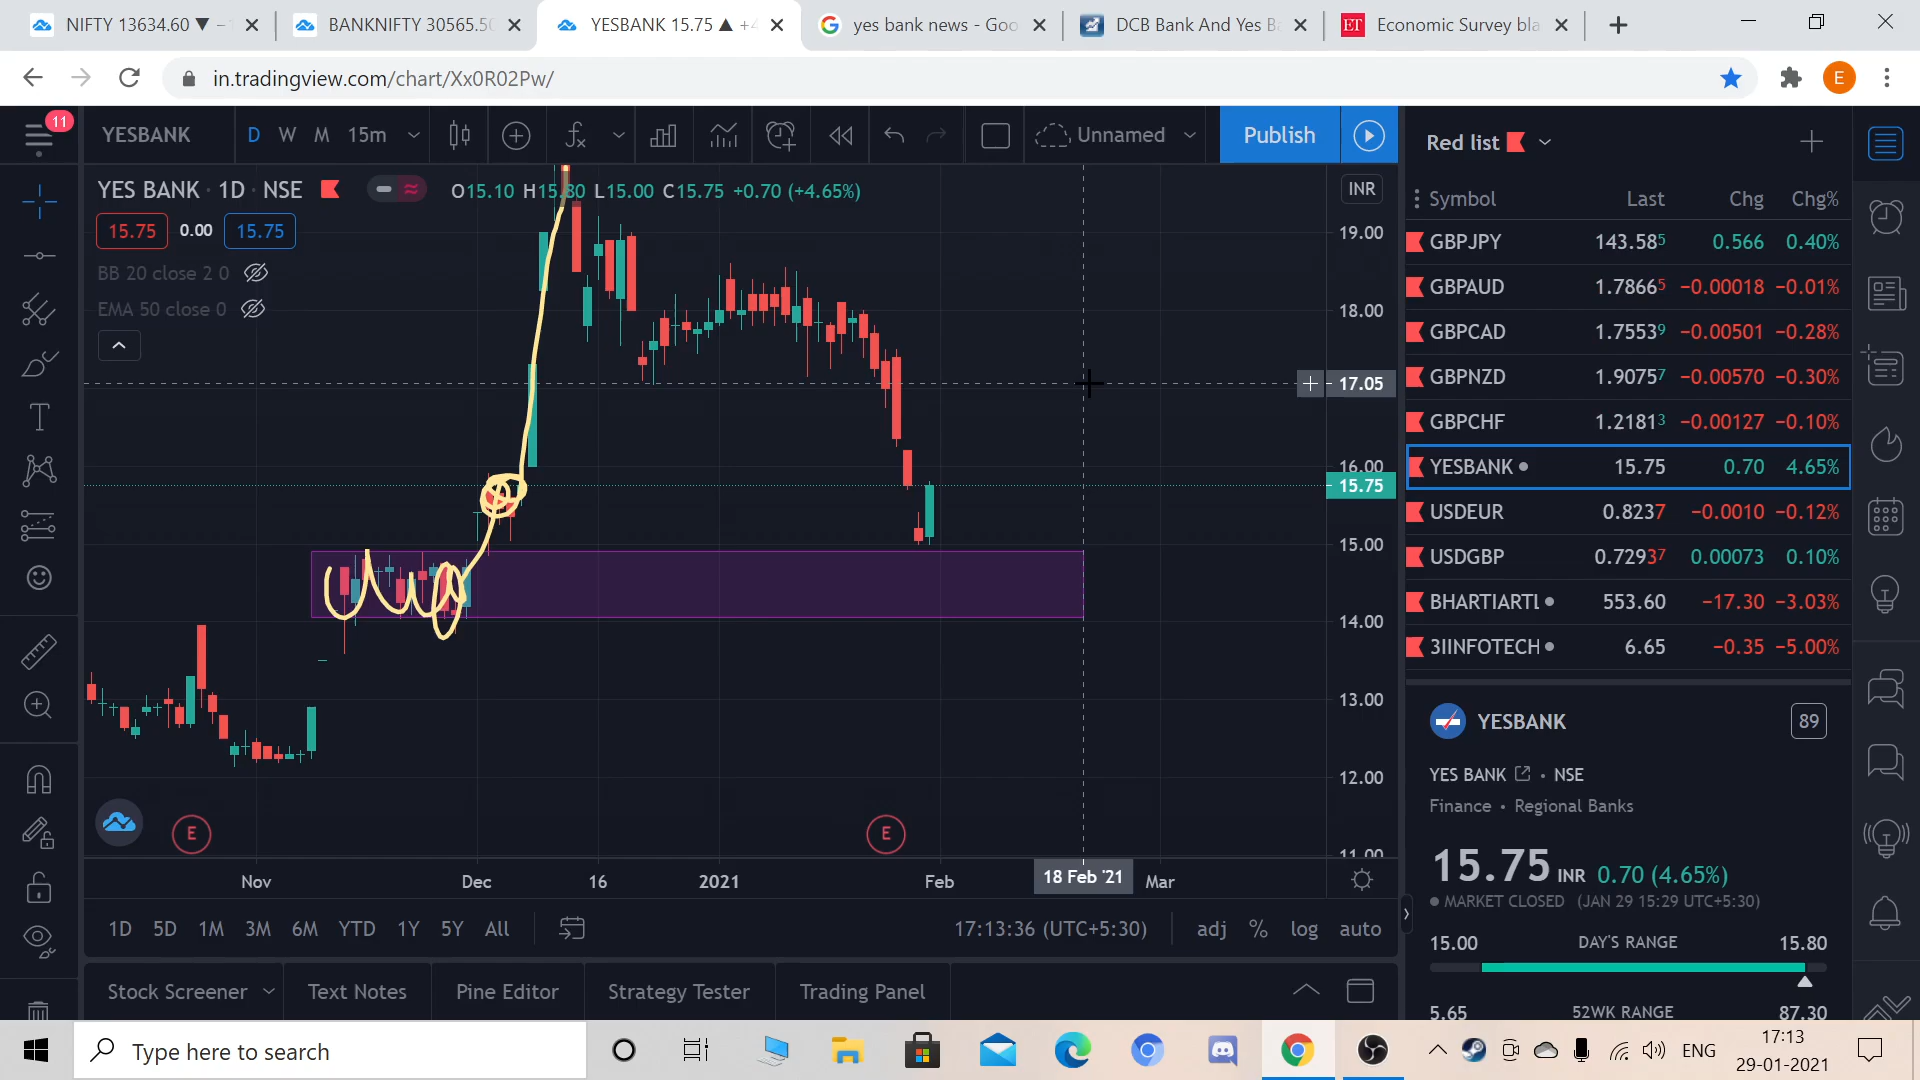 NIFTY 13634.60 ▼ −
BANKNIFTY 30565.50
YESBANK 15.75 ▲ +4
yes bank news - Goo
DCB Bank And Yes B
ET Economic Survey bla
in.tradingview.com/chart/Xx0R02Pw/
E
11
YESBANK D W M 15m Unnamed Publish
Red list
YES BANK · 1D · NSE O15.10 H15.80 L15.00 C15.75 +0.70 (+4.65%)
INR
15.75 0.00 15.75
BB 20 close 2 0
EMA 50 close 0
19.00
18.00
17.05
16.00
15.75
15.00
14.00
13.00
12.00
11.00
E
E
Nov Dec 16 2021 Feb 18 Feb '21 Mar
1D 5D 1M 3M 6M YTD 1Y 5Y All 17:13:36 (UTC+5:30) adj % log auto
Stock Screener Text Notes Pine Editor Strategy Tester Trading Panel
Symbol Last Chg Chg%
GBPJPY 143.585 0.566 0.40%
GBPAUD 1.78665 −0.00018 −0.01%
GBPCAD 1.75539 −0.00501 −0.28%
GBPNZD 1.90757 −0.00570 −0.30%
GBPCHF 1.21813 −0.00127 −0.10%
YESBANK 15.75 0.70 4.65%
USDEUR 0.8237 −0.0010 −0.12%
USDGBP 0.72937 0.00073 0.10%
BHARTIARTL 553.60 −17.30 −3.03%
3IINFOTECH 6.65 −0.35 −5.00%
YESBANK 89
YES BANK · NSE
Finance • Regional Banks
15.75 INR 0.70 (4.65%)
MARKET CLOSED (JAN 29 15:29 UTC+5:30)
15.00 DAY'S RANGE 15.80
5.65 52WK RANGE 87.30
Type here to search
ENG
17:13
29-01-2021